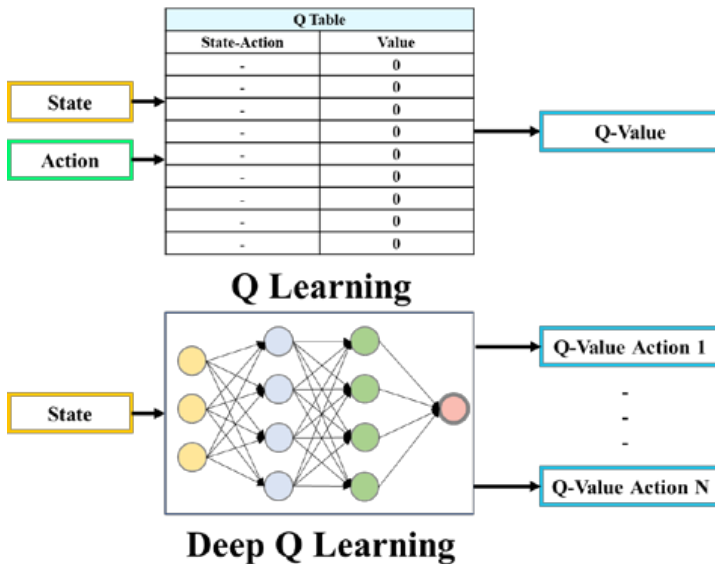 Q Table
State-Action Value
- 0
- 0
- 0
- 0
- 0
- 0
- 0
- 0
- 0
State
Action
Q-Value
Q Learning
State
Q-Value Action 1
-
-
-
Q-Value Action N
Deep Q Learning